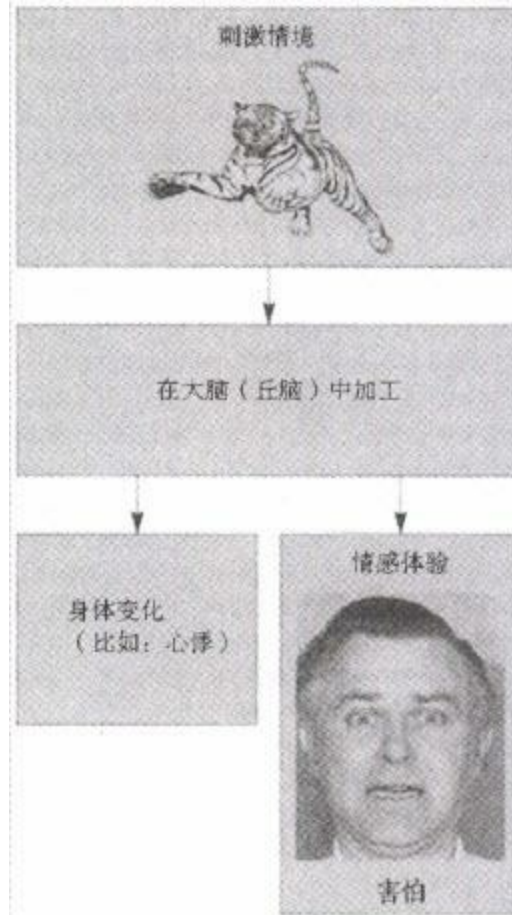 刺激情境
在大脑（丘脑）中加工
身体变化
（比如：心悸）
情感体验
害怕